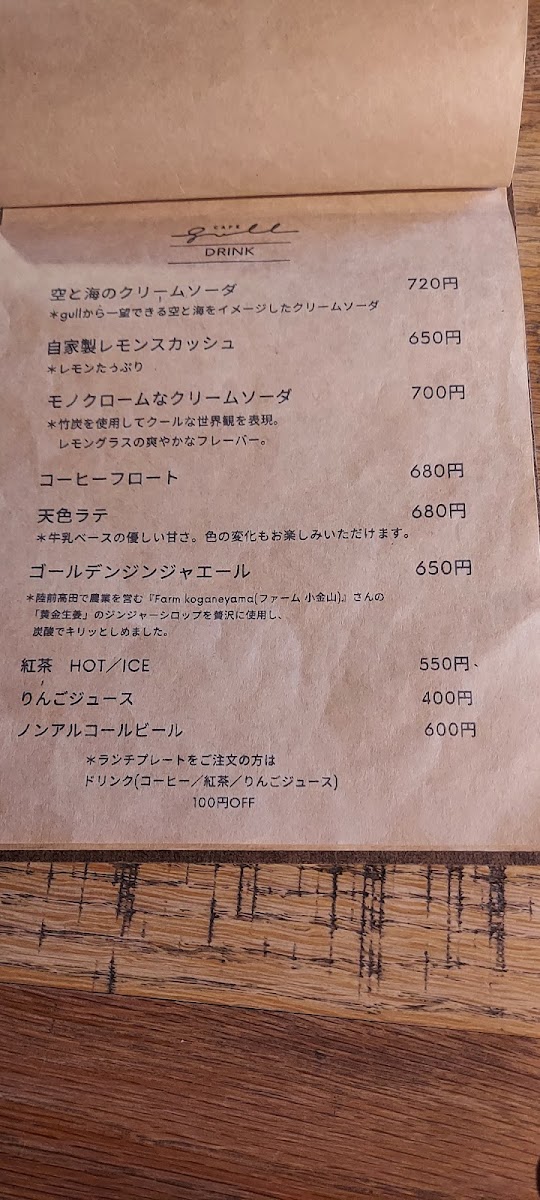 CAFE
gull
DRINK
空と海のクリームソーダ 720円
＊gullから一望できる空と海をイメージしたクリームソーダ
自家製レモンスカッシュ 650円
＊レモンたっぷり
モノクロームなクリームソーダ 700円
＊竹炭を使用してクールな世界観を表現。
レモングラスの爽やかなフレーバー。
コーヒーフロート 680円
天色ラテ 680円
＊牛乳ベースの優しい甘さ。色の変化もお楽しみいただけます。
ゴールデンジンジャエール 650円
＊陸前高田で農業を営む『Farm koganeyama(ファーム 小金山)』さんの
「黄金生姜」のジンジャーシロップを贅沢に使用し、
炭酸でキリッとしめました。
紅茶 HOT／ICE 550円
りんごジュース 400円
ノンアルコールビール 600円
＊ランチプレートをご注文の方は
ドリンク(コーヒー／紅茶／りんごジュース)
100円OFF